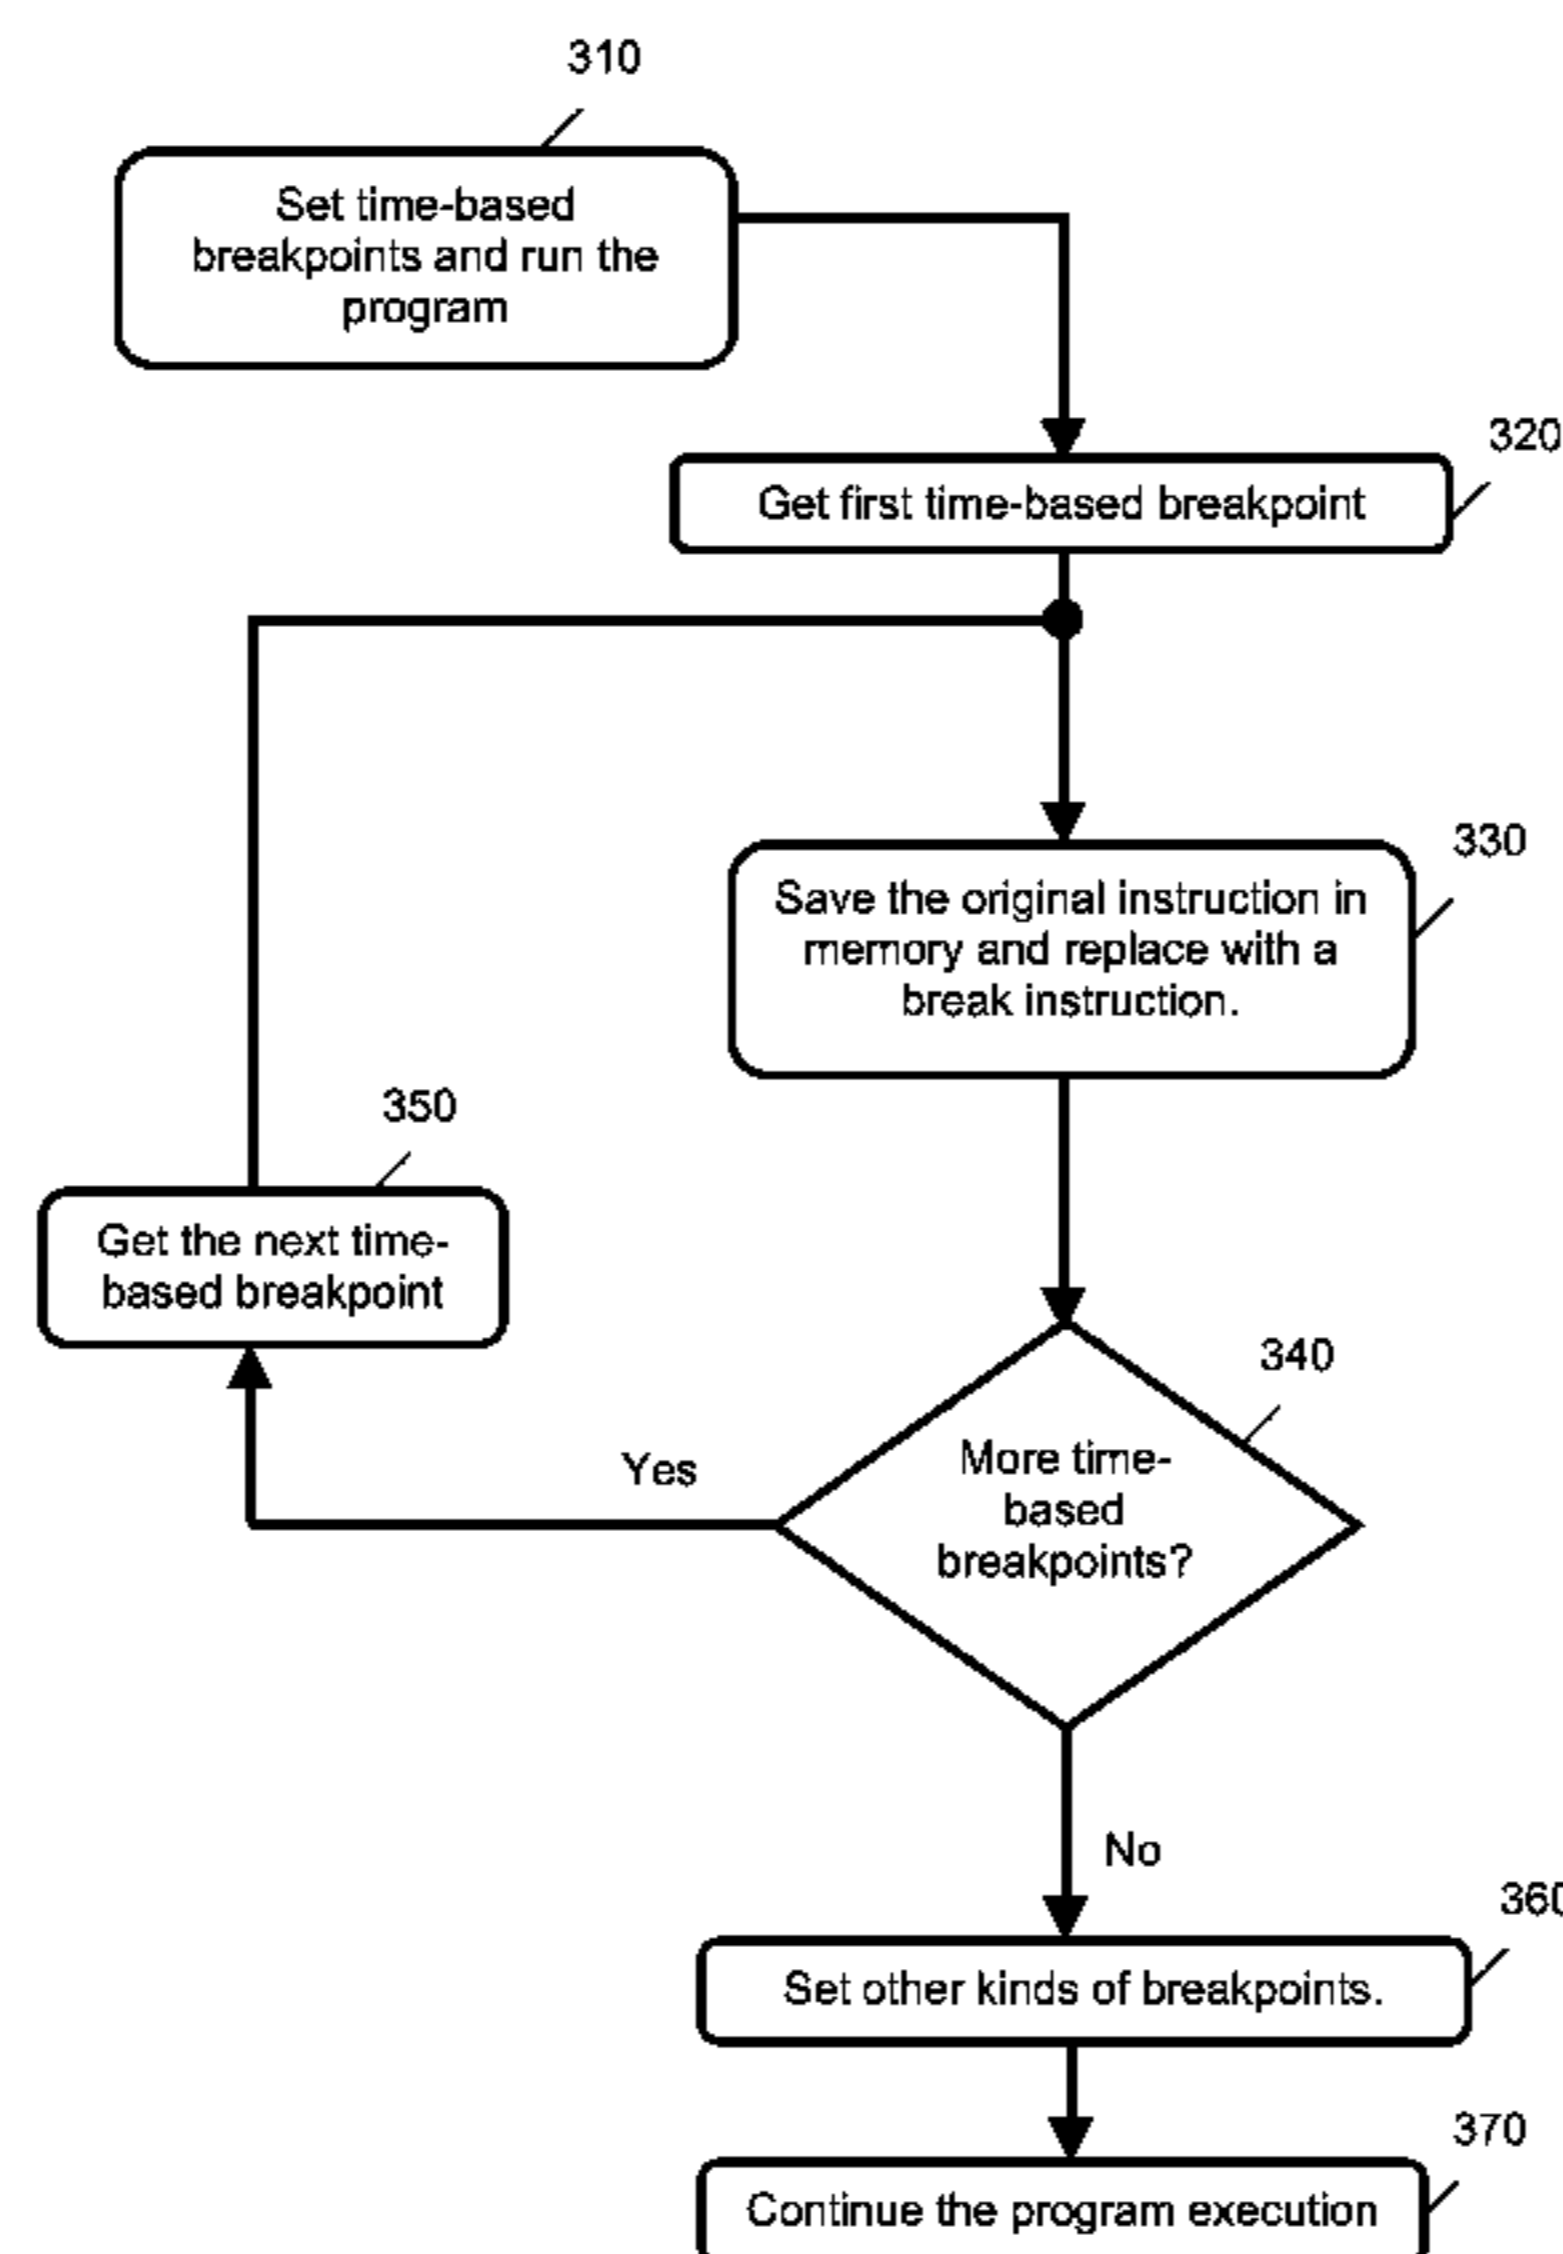 310
Set time-based
breakpoints and run the
program
320
Get first time-based breakpoint
330
Save the original instruction in
memory and replace with a
break instruction.
350
Get the next time-
based breakpoint
340
More time-
based
breakpoints?
Yes
No
360
Set other kinds of breakpoints.
370
Continue the program execution